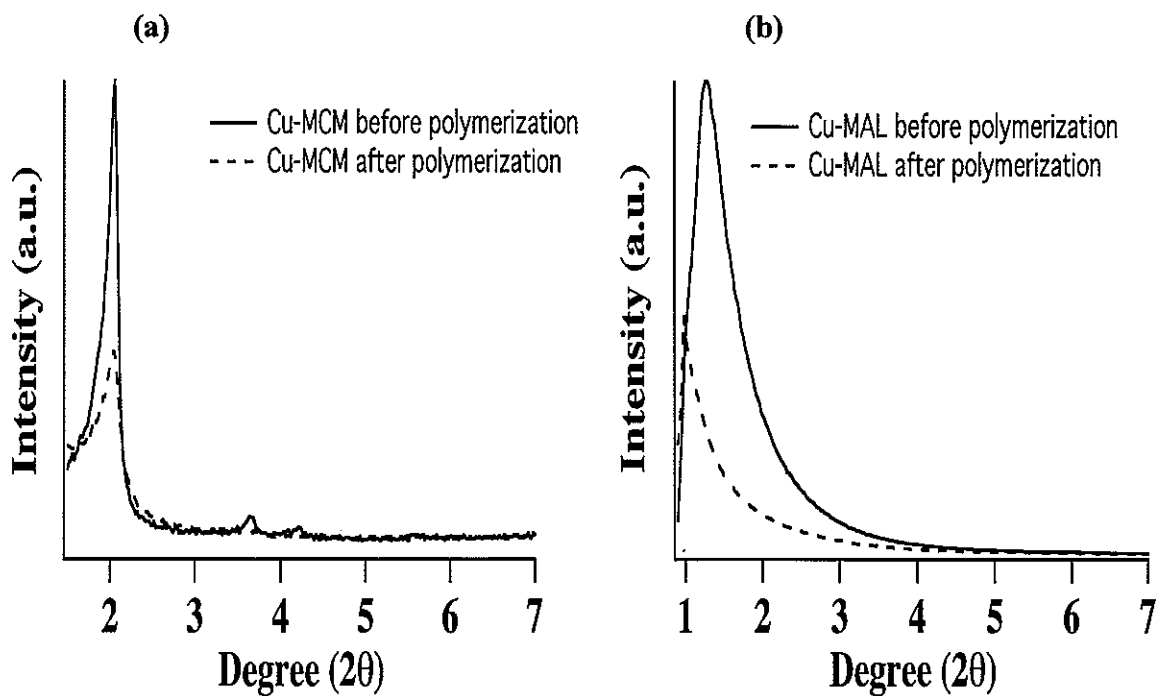 (a)
Cu-MCM before polymerization
Cu-MCM after polymerization
Intensity (a.u.)
2 3 4 5 6 7
Degree (2θ)
(b)
Cu-MAL before polymerization
Cu-MAL after polymerization
Intensity (a.u.)
1 2 3 4 5 6 7
Degree (2θ)